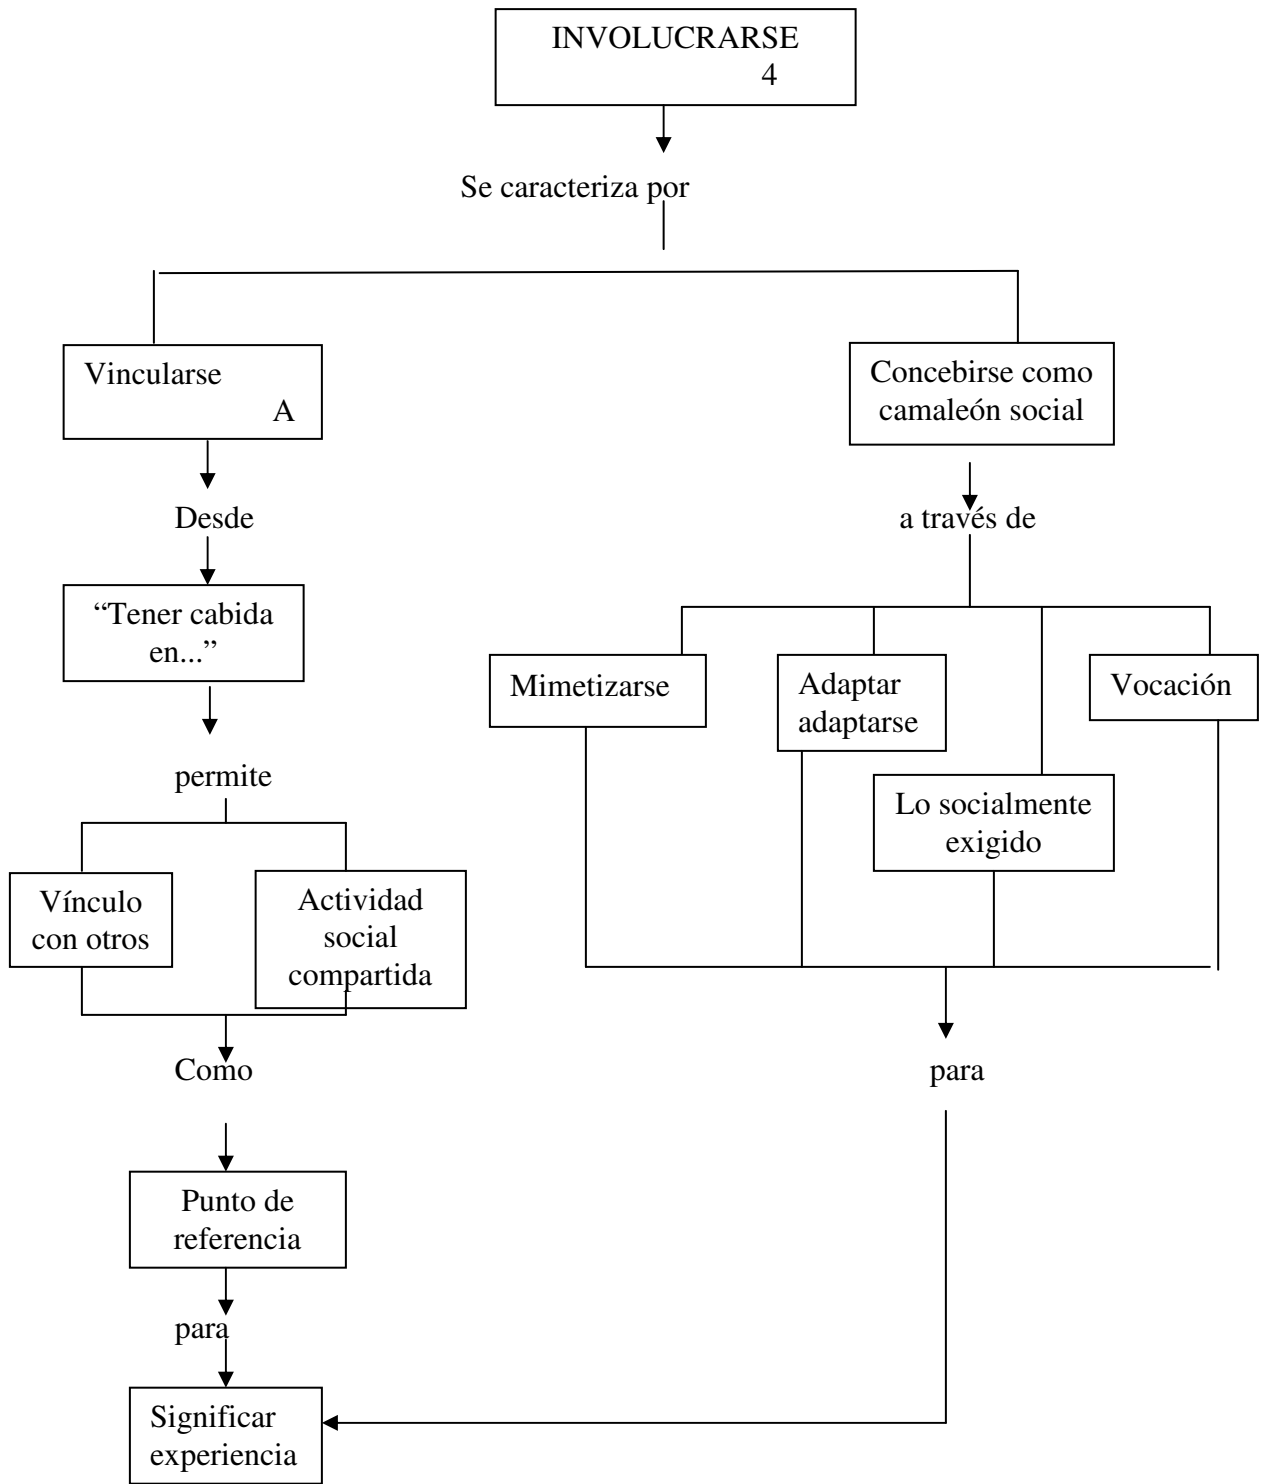 INVOLUCRARSE
4
Se caracteriza por
Vincularse
A
Concebirse como
camaleón social
Desde
a través de
“Tener cabida
en...”
Mimetizarse
Adaptar
adaptarse
Vocación
permite
Lo socialmente
exigido
Vínculo
con otros
Actividad
social
compartida
Como
para
Punto de
referencia
para
Significar
experiencia